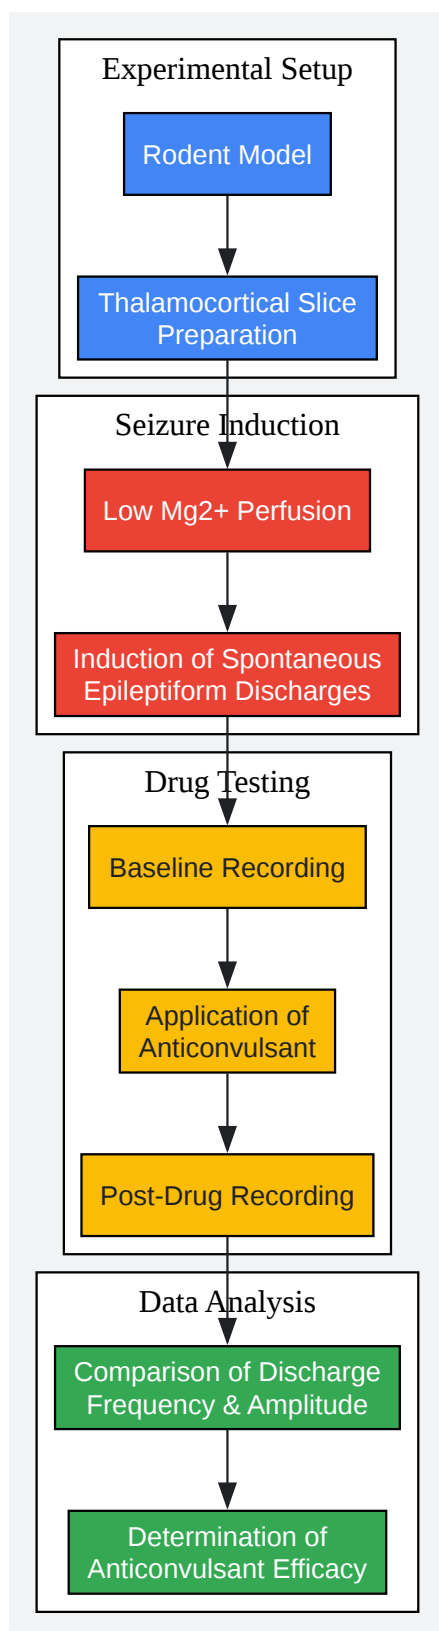 Experimental Setup
Rodent Model
Thalamocortical Slice
Preparation
Seizure Induction
Low Mg2+ Perfusion
Induction of Spontaneous
Epileptiform Discharges
Drug Testing
Baseline Recording
Application of
Anticonvulsant
Post-Drug Recording
Data Analysis
Comparison of Discharge
Frequency & Amplitude
Determination of
Anticonvulsant Efficacy